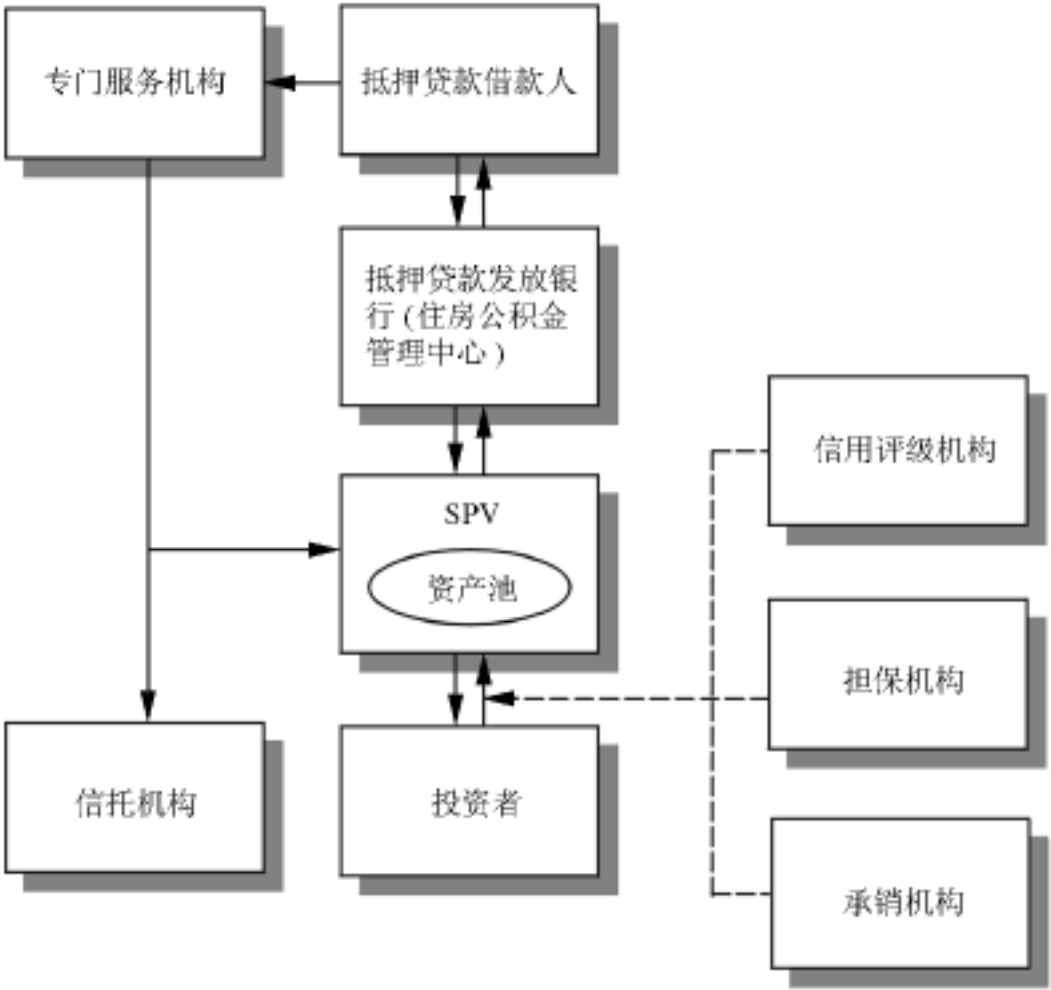 专门服务机构
抵押贷款借款人
抵押贷款发放银
行(住房公积金
管理中心)
信用评级机构
SPV
资产池
担保机构
信托机构
投资者
承销机构